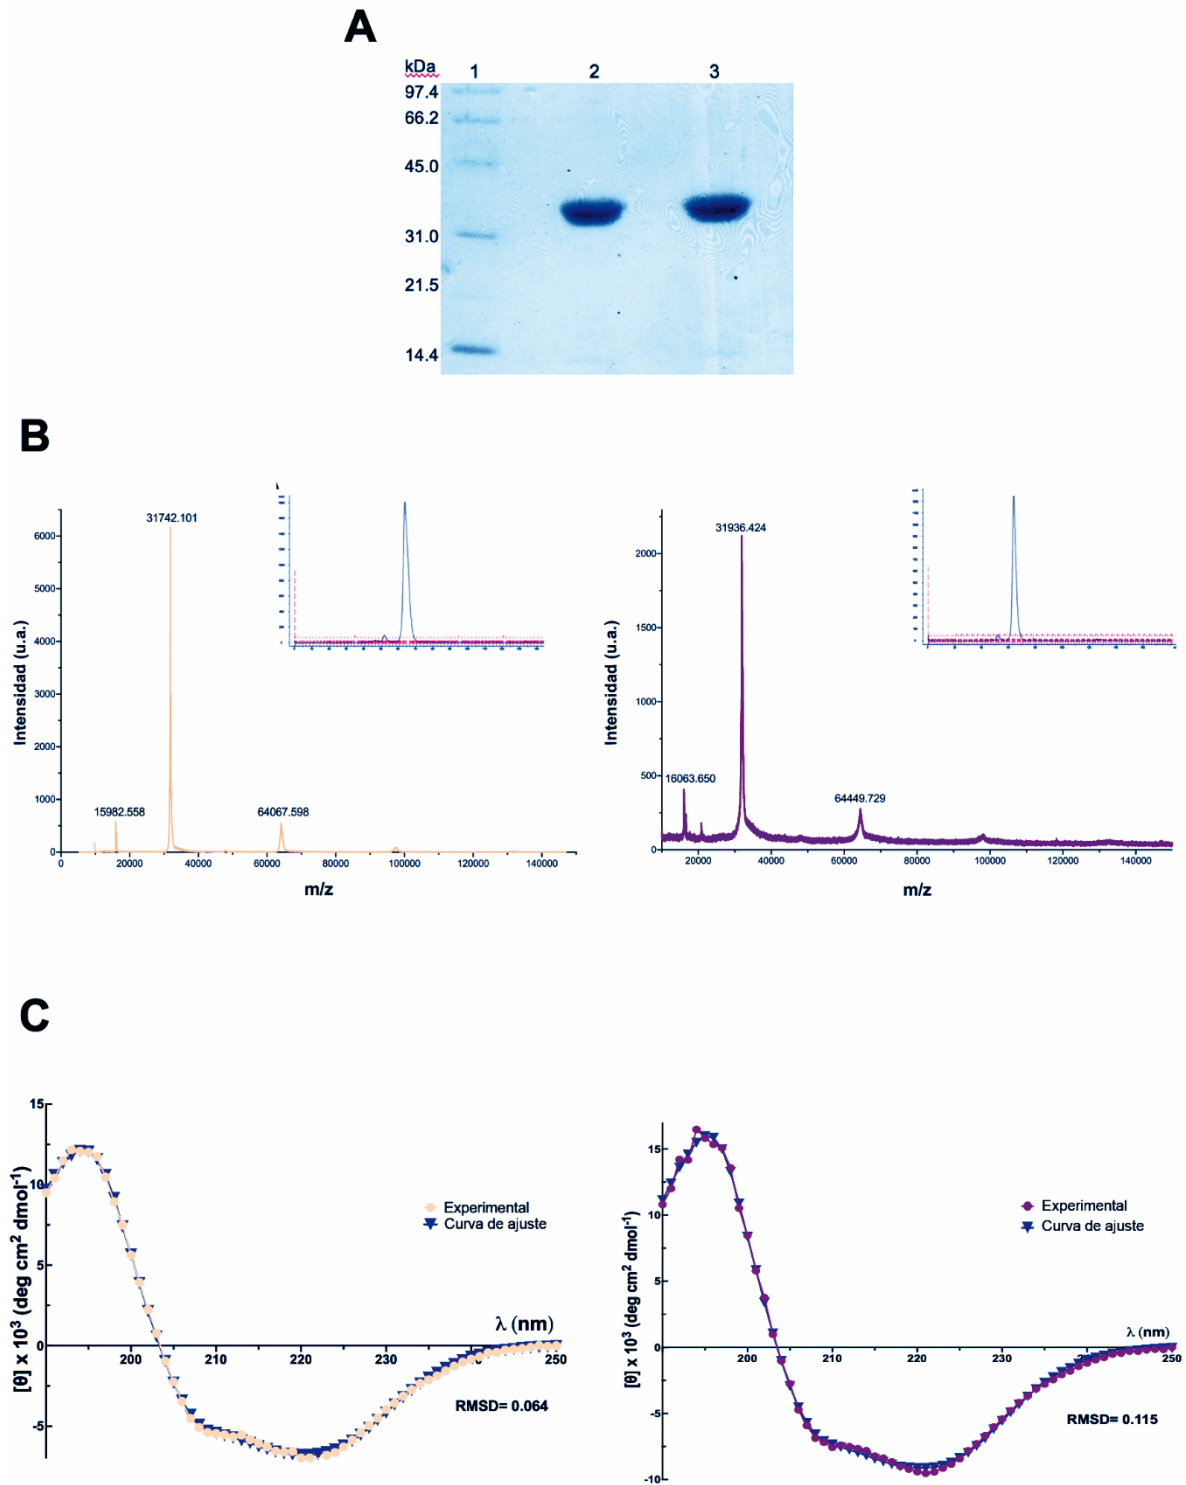 A
kDa 1 2 3
97.4
66.2
45.0
31.0
21.5
14.4
B
31742.101
15982.558
64067.598
6000
5000
4000
3000
2000
1000
0
0 20000 40000 60000 80000 100000 120000 140000
Intensidad (u.a.)
m/z
31936.424
16063.650
64449.729
2000
1500
1000
500
0
20000 40000 60000 80000 100000 120000 140000
Intensidad (u.a.)
m/z
C
15
10
5
0
-5
200 210 220 230 250
[θ] x 10³ (deg cm² dmol⁻¹)
Experimental
Curva de ajuste
λ (nm)
RMSD= 0.064
15
10
5
0
-5
-10
200 210 220 230 240 250
[θ] x 10³ (deg cm² dmol⁻¹)
Experimental
Curva de ajuste
λ (nm)
RMSD= 0.115